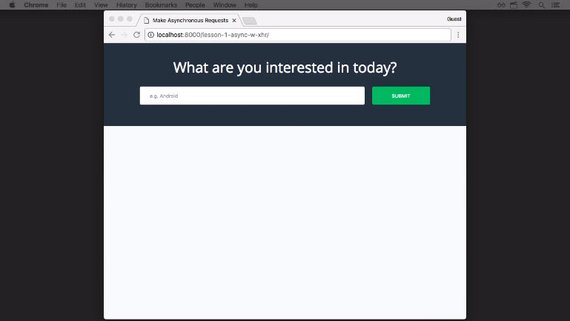 Chrome File Edit View History Bookmarks People Window Help
Make Asynchronous Requests
Guest
localhost:8000/lesson-1-async-w-xhr/
What are you interested in today?
e.g. Android
SUBMIT